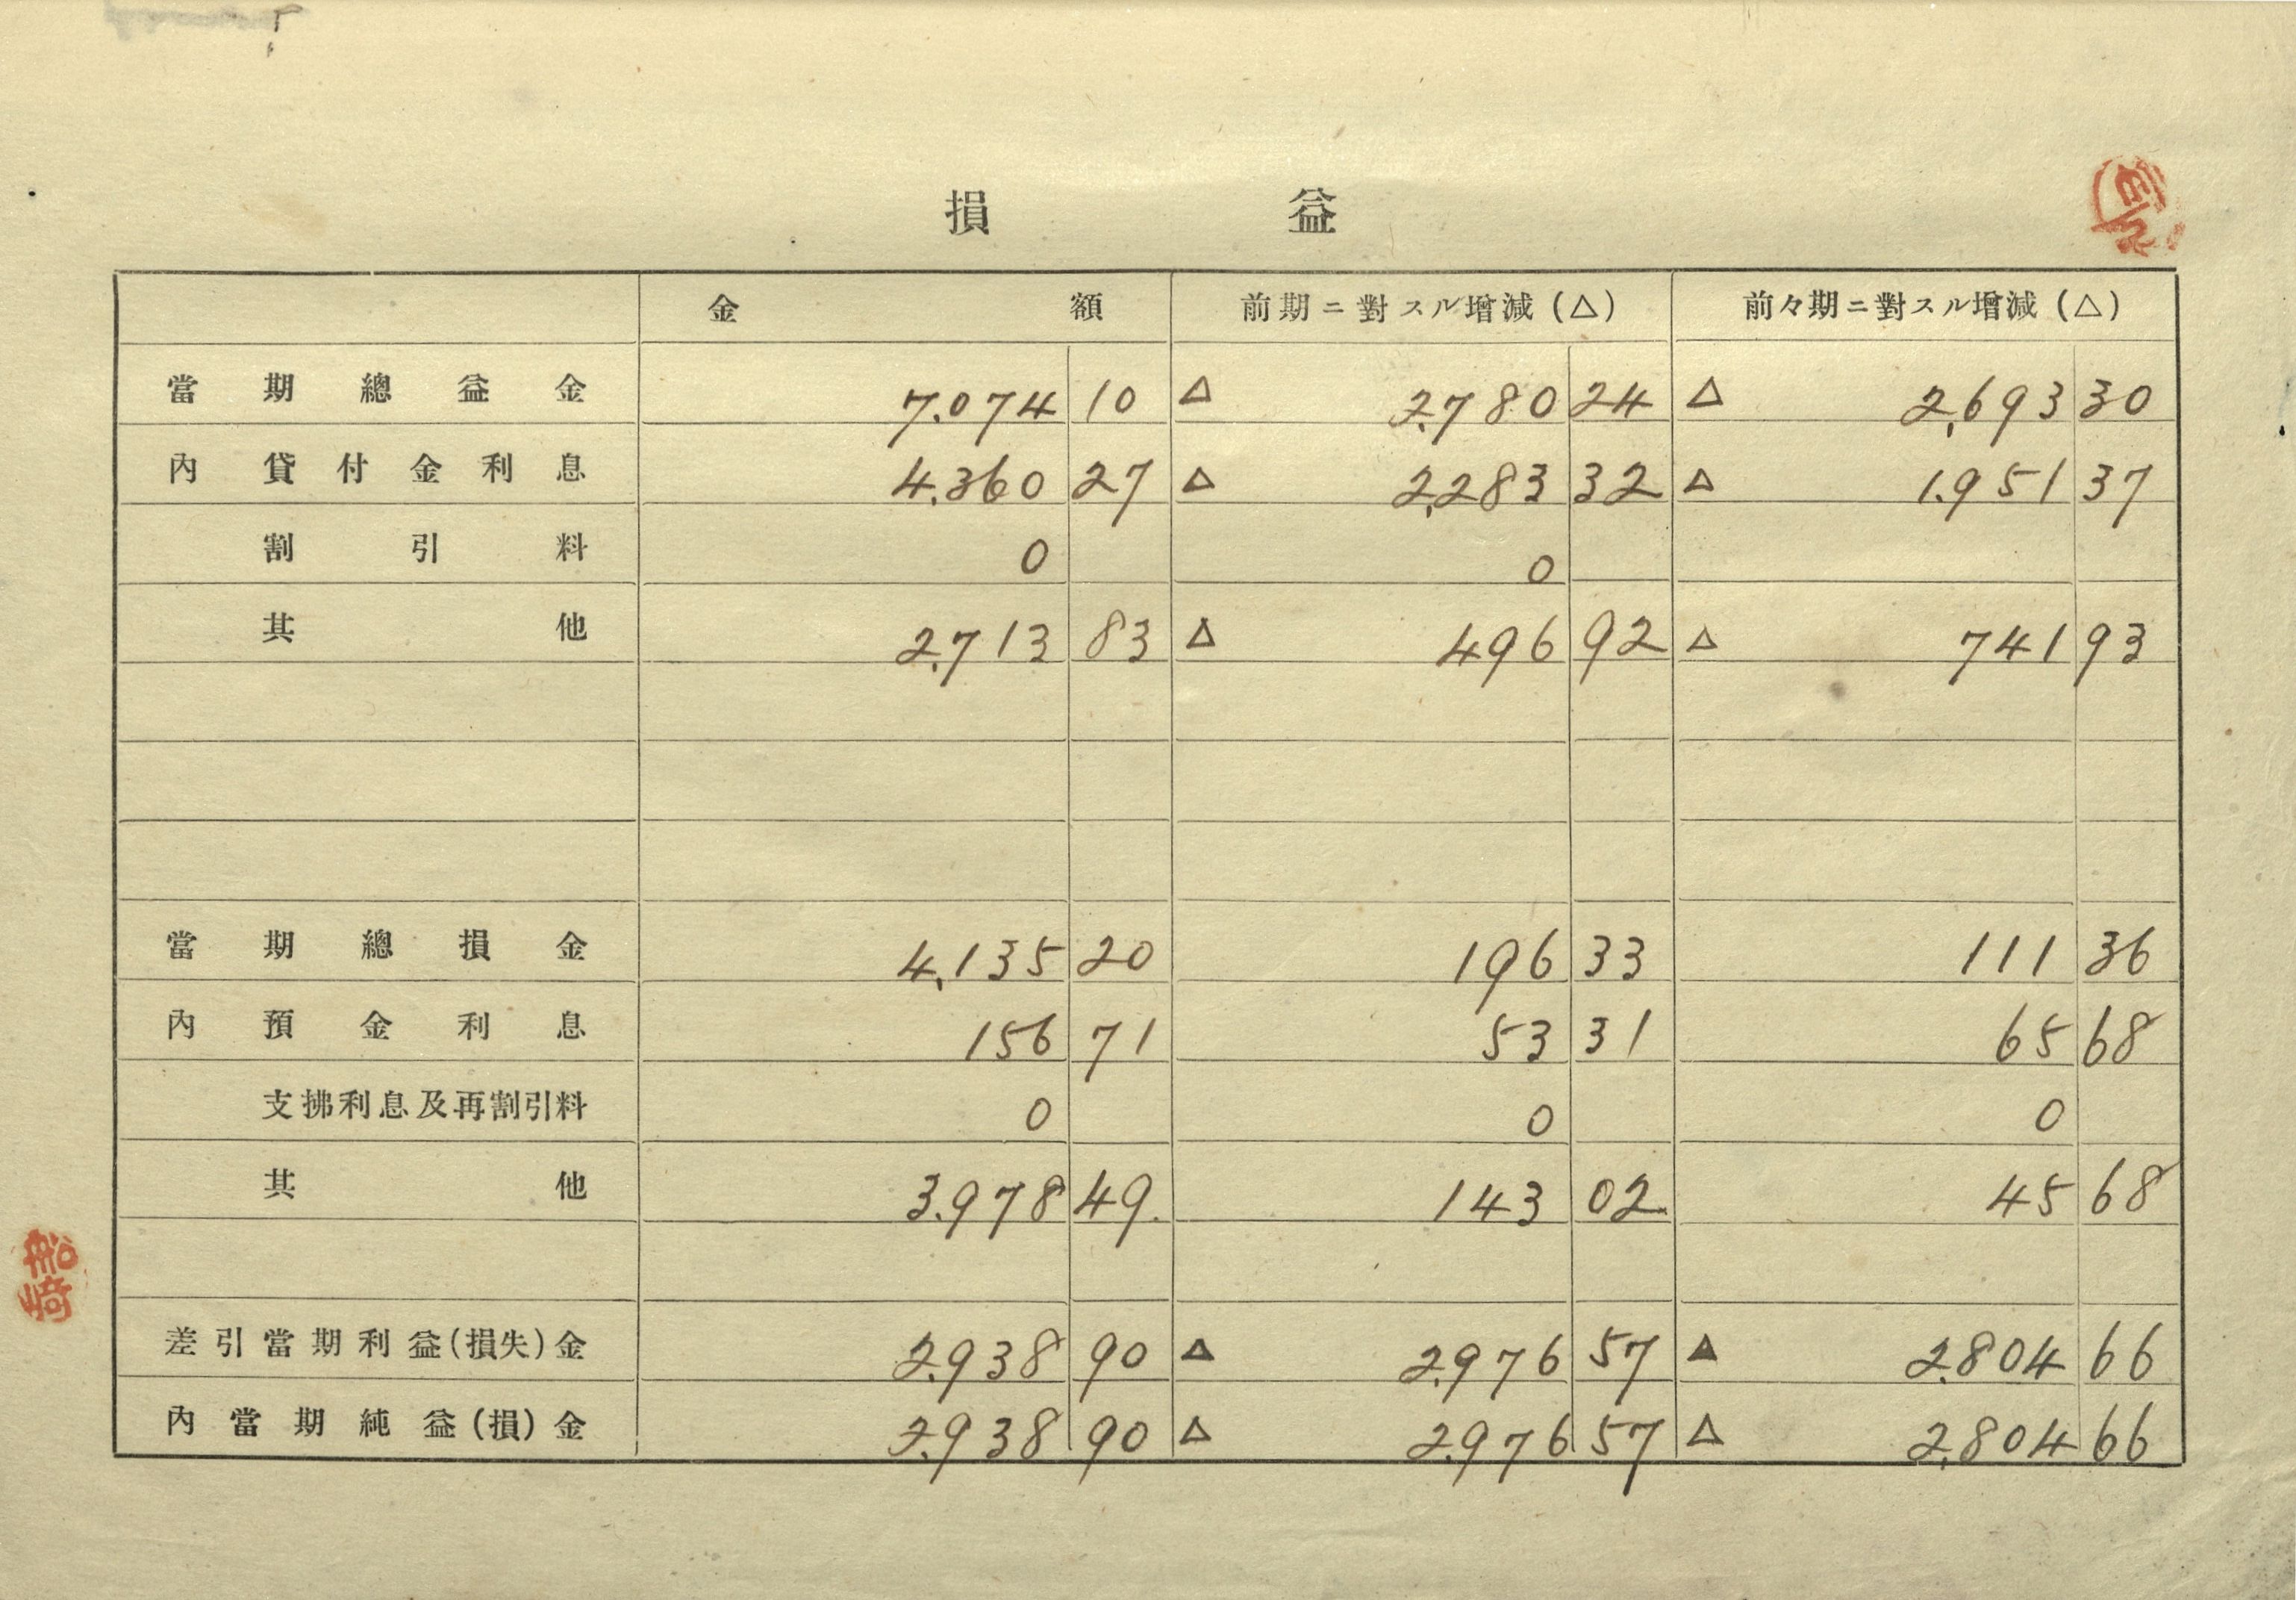 損益
金額 前期ニ對スル增減(△) 前々期ニ對スル增減(△)
當期總益金 7.074 10 △ 2.780 24 △ 2,693 30
內 貸付金利息 4.360 27 △ 2,283 32 △ 1.951 37
割引料 0 0
其他 2.713 83 △ 496 92 △ 741 93
當期總損金 4,135 20 196 33 111 36
內 預金利息 156 71 53 31 65 68
支拂利息及再割引料 0 0 0
其他 3.978 49. 143 02 45 68
差引當期利益(損失)金 2.938 90 △ 2.976 57 ▲ 2.804 66
內當期純益(損)金 2.938 90 △ 2.976 57 △ 2,804 66
船崎